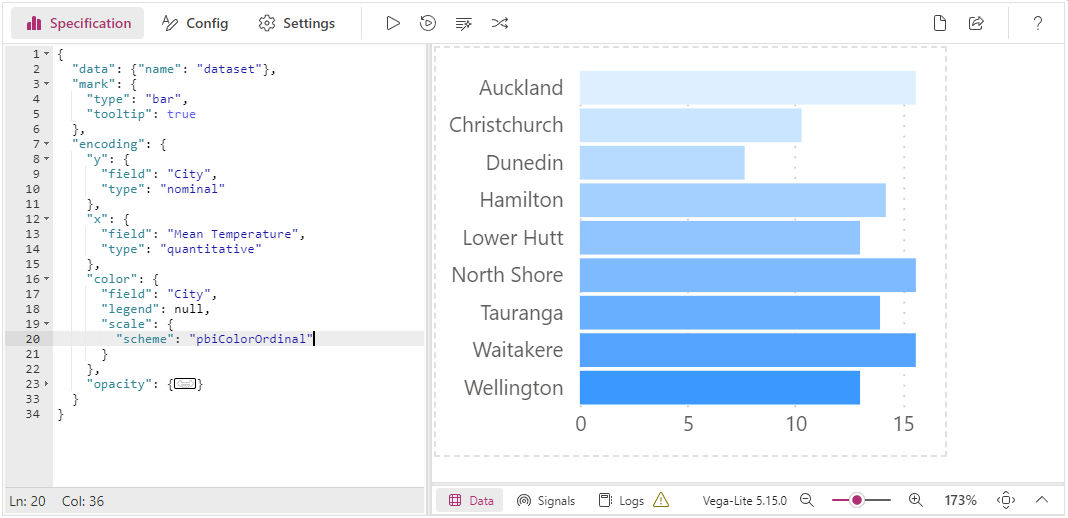 Specification Config Settings ?
1 {
2 "data": {"name": "dataset"},
3 "mark": {
4 "type": "bar",
5 "tooltip": true
6 },
7 "encoding": {
8 "y": {
9 "field": "City",
10 "type": "nominal"
11 },
12 "x": {
13 "field": "Mean Temperature",
14 "type": "quantitative"
15 },
16 "color": {
17 "field": "City",
18 "legend": null,
19 "scale": {
20 "scheme": "pbiColorOrdinal"
21 }
22 },
23 "opacity": {}
33 }
34 }
Auckland
Christchurch
Dunedin
Hamilton
Lower Hutt
North Shore
Tauranga
Waitakere
Wellington
0 5 10 15
Ln: 20 Col: 36
Data Signals Logs Vega-Lite 5.15.0 173%